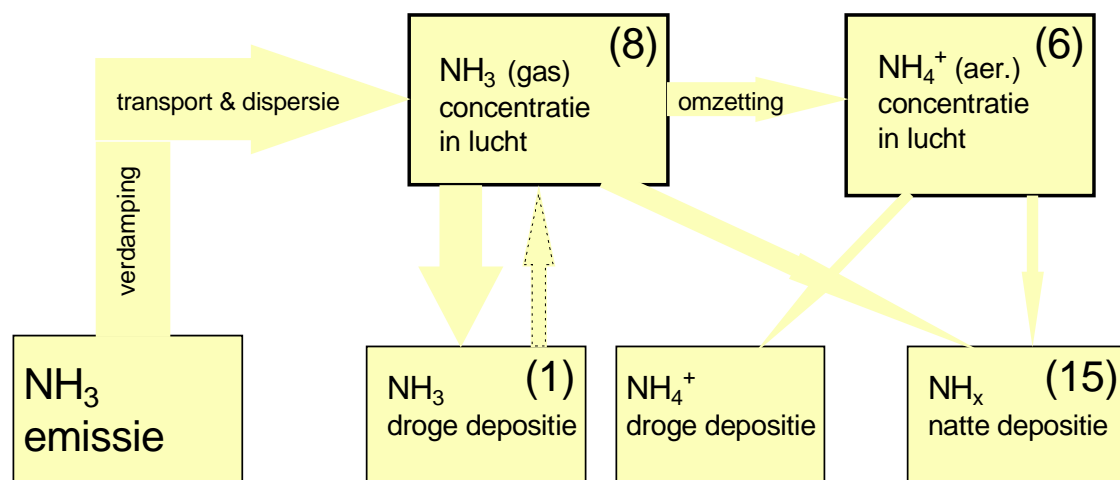 (8)
NH₃ (gas)
concentratie
in lucht
(6)
NH₄⁺ (aer.)
concentratie
in lucht
transport & dispersie
omzetting
verdamping
NH₃
emissie
(1)
NH₃
droge depositie
NH₄⁺
droge depositie
(15)
NHₓ
natte depositie